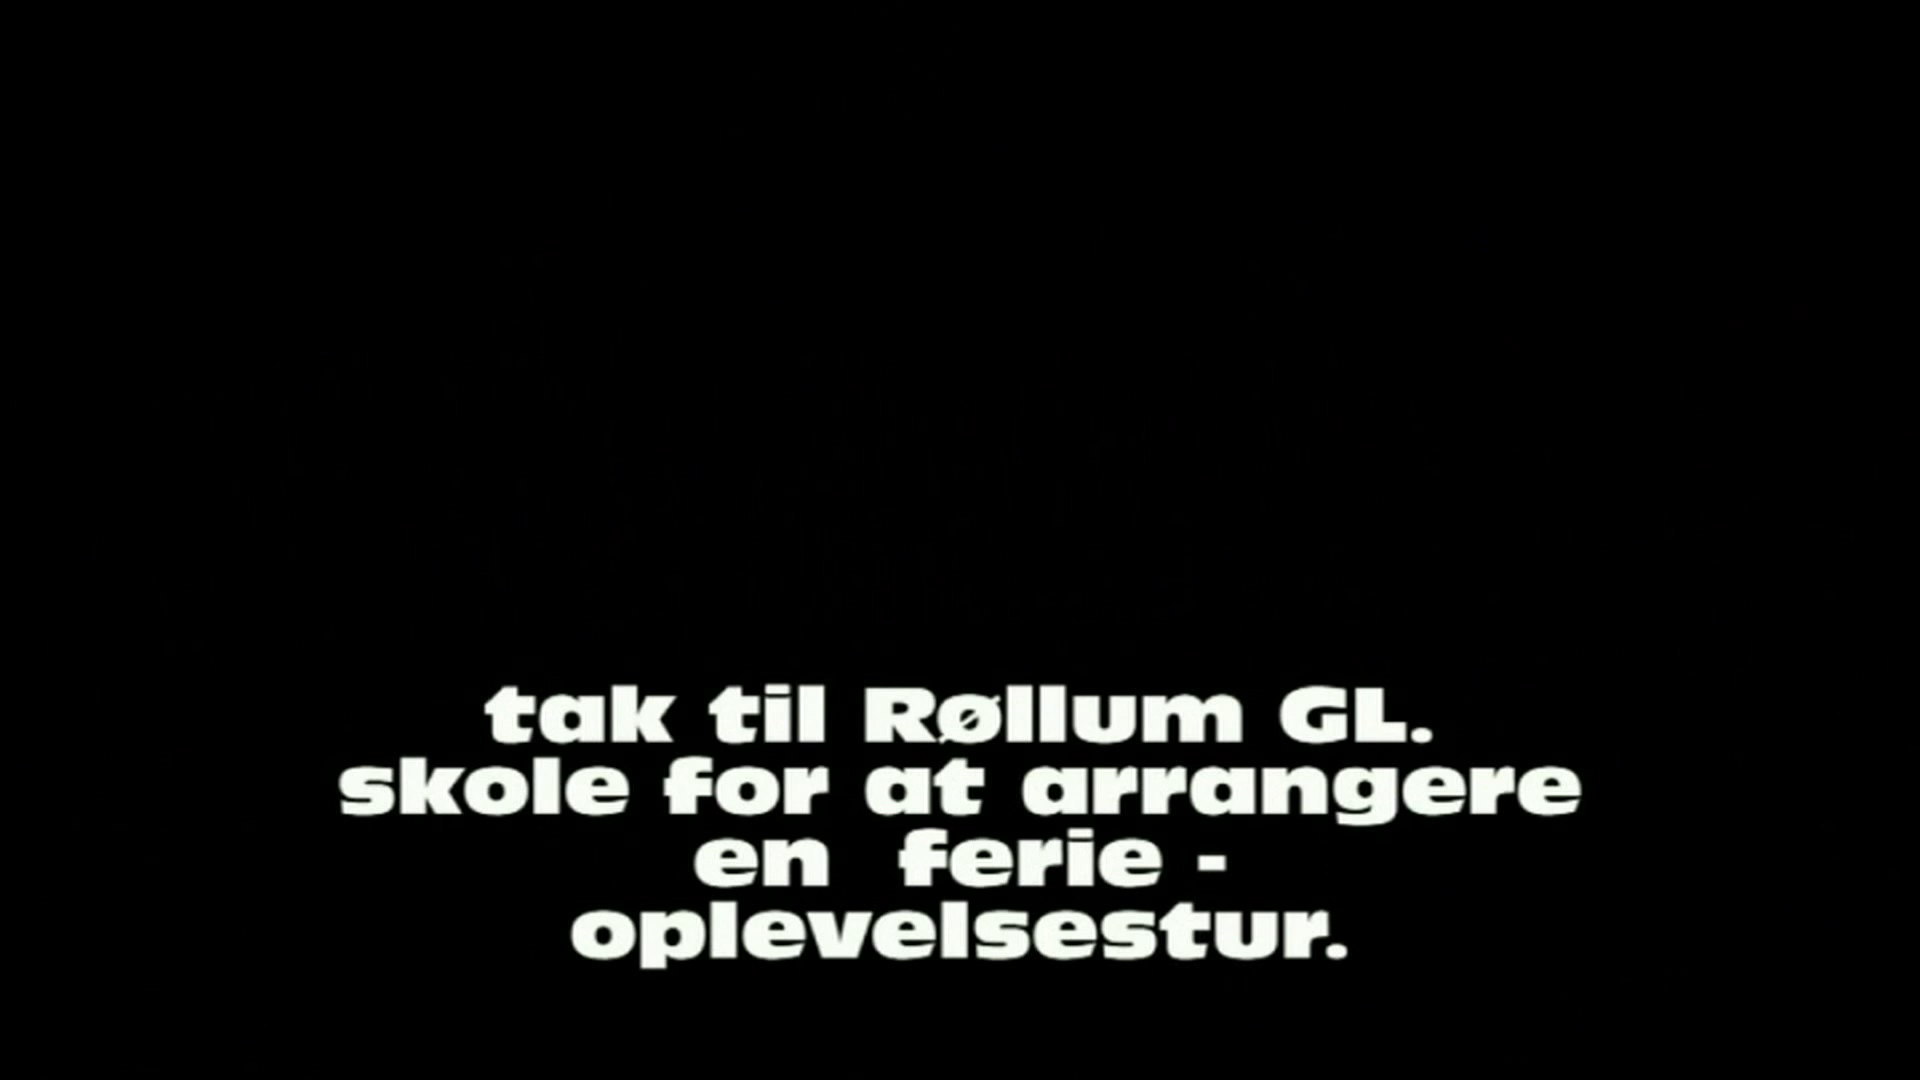 tak til Røllum GL.
skole for at arrangere
en  ferie -
oplevelsestur.